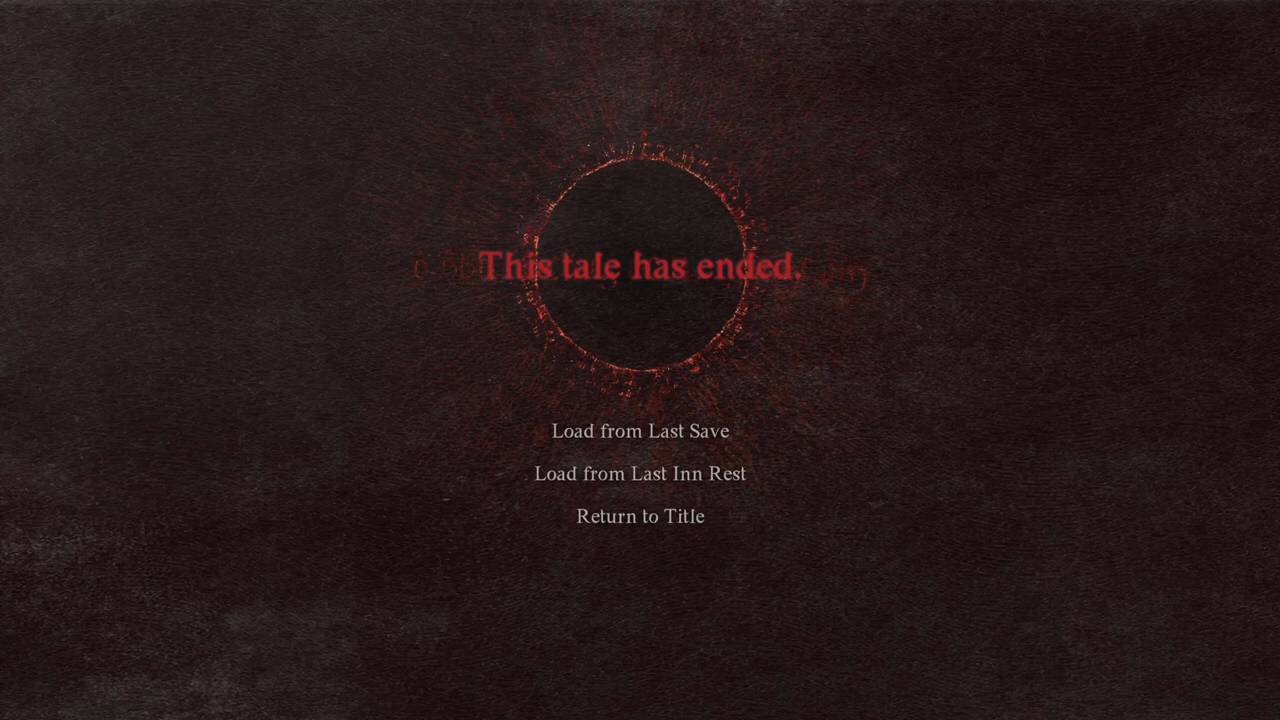 This tale has ended.
Load from Last Save
Load from Last Inn Rest
Return to Title